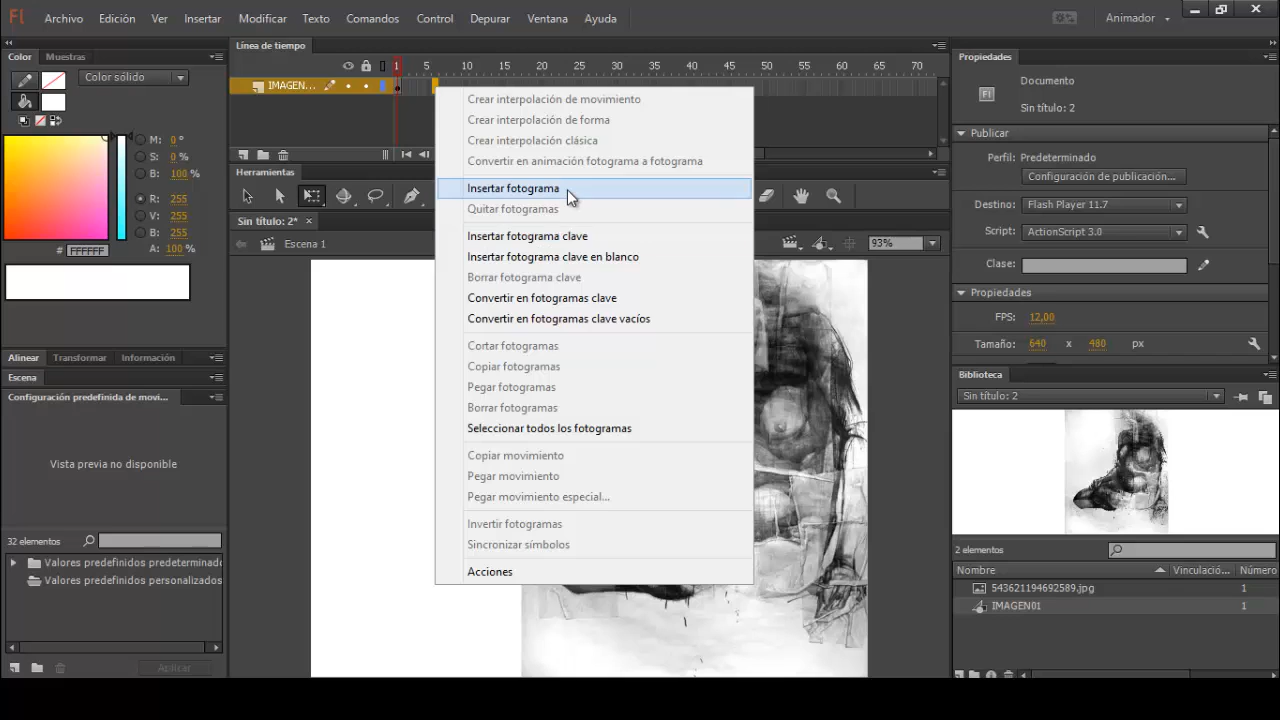 Fl Archivo Edición Ver Insertar Modificar Texto Comandos Control Depurar Ventana Ayuda Animador
Color Muestras
Color sólido
M: 0 °
S: 0 %
B: 100 %
R: 255
V: 255
B: 255
A: 100 %
# FFFFFF
Alinear Transformar Información
Escena
Configuración predefinida de movi...
Vista previa no disponible
32 elementos
Valores predefinidos predeterminado
Valores predefinidos personalizados
Aplicar
Línea de tiempo
1 5 10 15 20 25 30 35 40 45 50 55 60 65 70
IMAGEN...
Herramientas
Sin título: 2* ×
Escena 1
93%
Crear interpolación de movimiento
Crear interpolación de forma
Crear interpolación clásica
Convertir en animación fotograma a fotograma
Insertar fotograma
Quitar fotogramas
Insertar fotograma clave
Insertar fotograma clave en blanco
Borrar fotograma clave
Convertir en fotogramas clave
Convertir en fotogramas clave vacíos
Cortar fotogramas
Copiar fotogramas
Pegar fotogramas
Borrar fotogramas
Seleccionar todos los fotogramas
Copiar movimiento
Pegar movimiento
Pegar movimiento especial...
Invertir fotogramas
Sincronizar símbolos
Acciones
Propiedades
Documento
Fl
Sin título: 2
Publicar
Perfil: Predeterminado
Configuración de publicación...
Destino: Flash Player 11.7
Script: ActionScript 3.0
Clase:
Propiedades
FPS: 12,00
Tamaño: 640 x 480 px
Biblioteca
Sin título: 2
2 elementos
Nombre Vinculació... Número
543621194692589.jpg 1
IMAGEN01 1